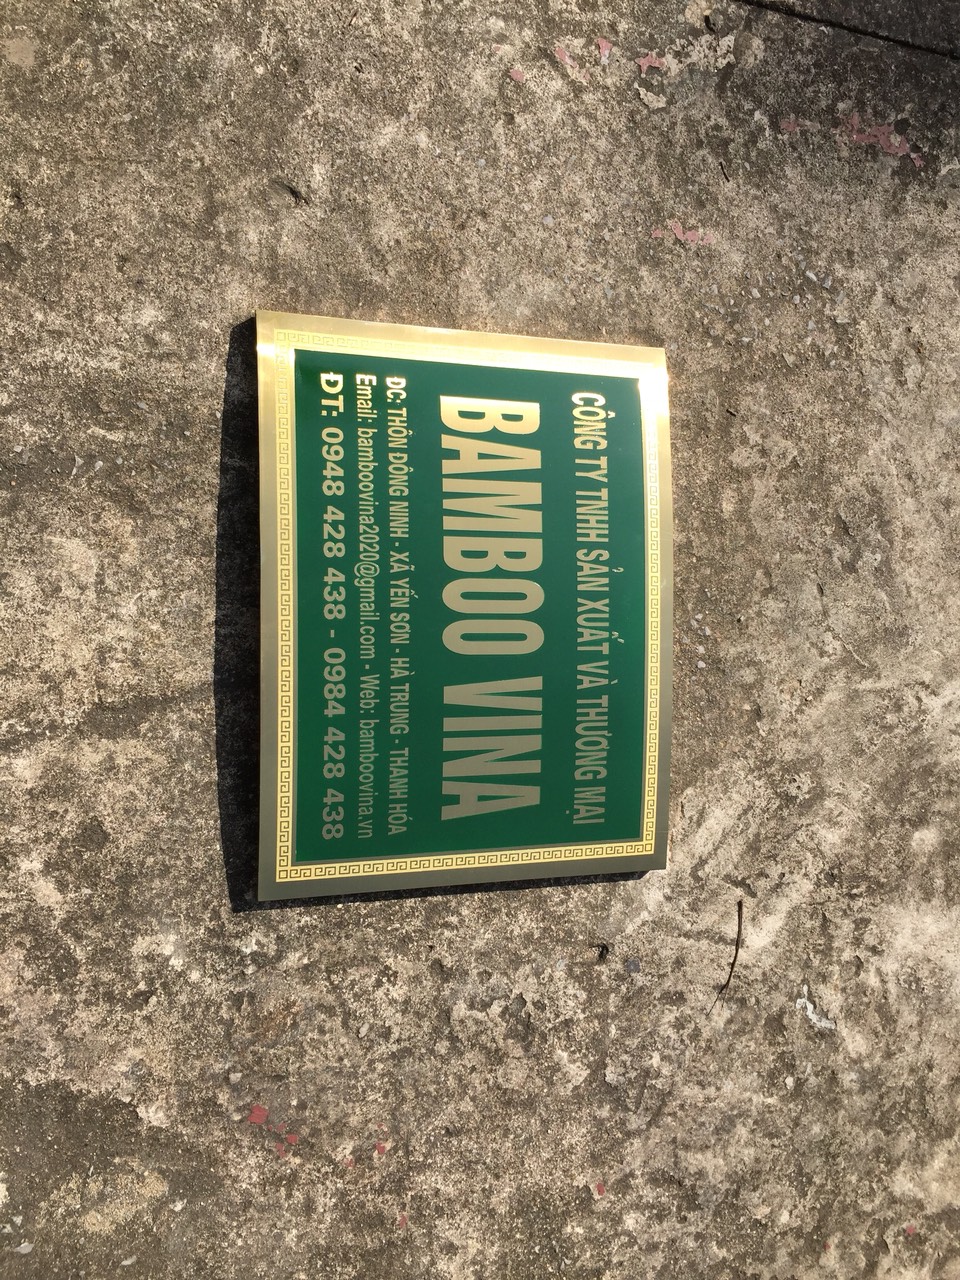 CÔNG TY TNHH SẢN XUẤT VÀ THƯƠNG MẠI
BAMBOO VINA
ĐC: THÔN ĐÔNG NINH - XÃ YẾN SƠN - HÀ TRUNG - THANH HÓA
Email: bamboovina2020@gmail.com - Web: bamboovina.vn
ĐT: 0948 428 438 - 0984 428 438